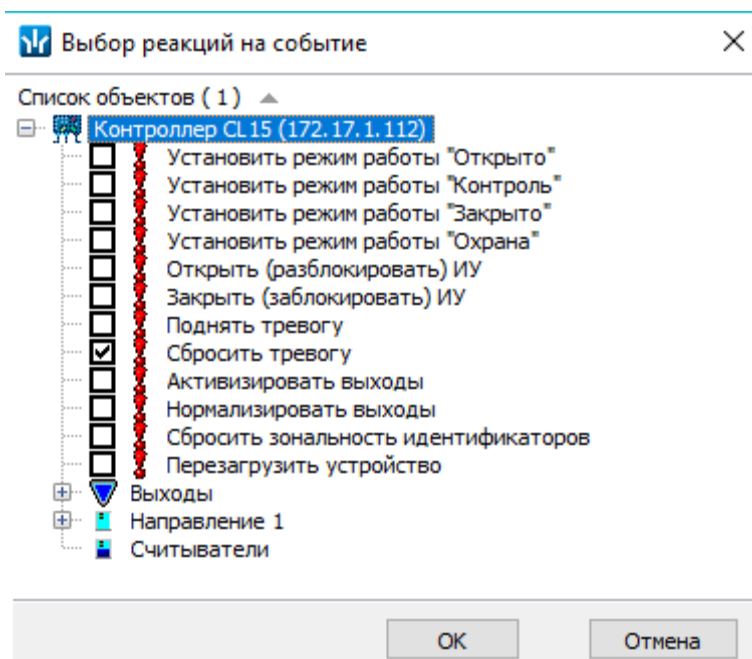 Выбор реакций на событие
Список объектов ( 1 )
Контроллер CL15 (172.17.1.112)
Установить режим работы "Открыто"
Установить режим работы "Контроль"
Установить режим работы "Закрыто"
Установить режим работы "Охрана"
Открыть (разблокировать) ИУ
Закрыть (заблокировать) ИУ
Поднять тревогу
Сбросить тревогу
Активизировать выходы
Нормализировать выходы
Сбросить зональность идентификаторов
Перезагрузить устройство
Выходы
Направление 1
Считыватели
OK Отмена